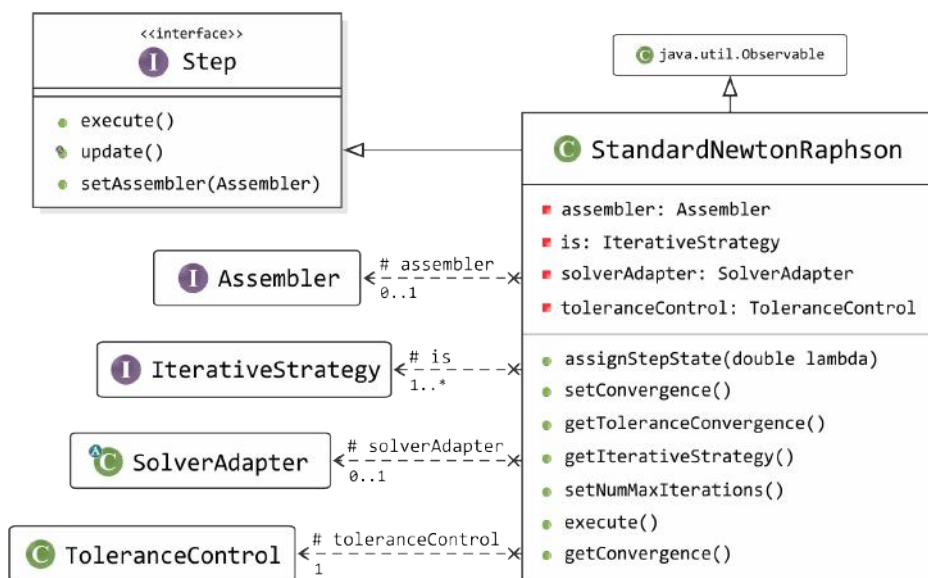 <<interface>>
I Step
execute()
update()
setAssembler(Assembler)
C java.util.Observable
C StandardNewtonRaphson
assembler: Assembler
is: IterativeStrategy
solverAdapter: SolverAdapter
toleranceControl: ToleranceControl
assignStepState(double lambda)
setConvergence()
getToleranceConvergence()
getIterativeStrategy()
setNumMaxIterations()
execute()
getConvergence()
I Assembler
# assembler
0..1
I IterativeStrategy
# is
1..*
A C SolverAdapter
# solverAdapter
0..1
C ToleranceControl
# toleranceControl
1